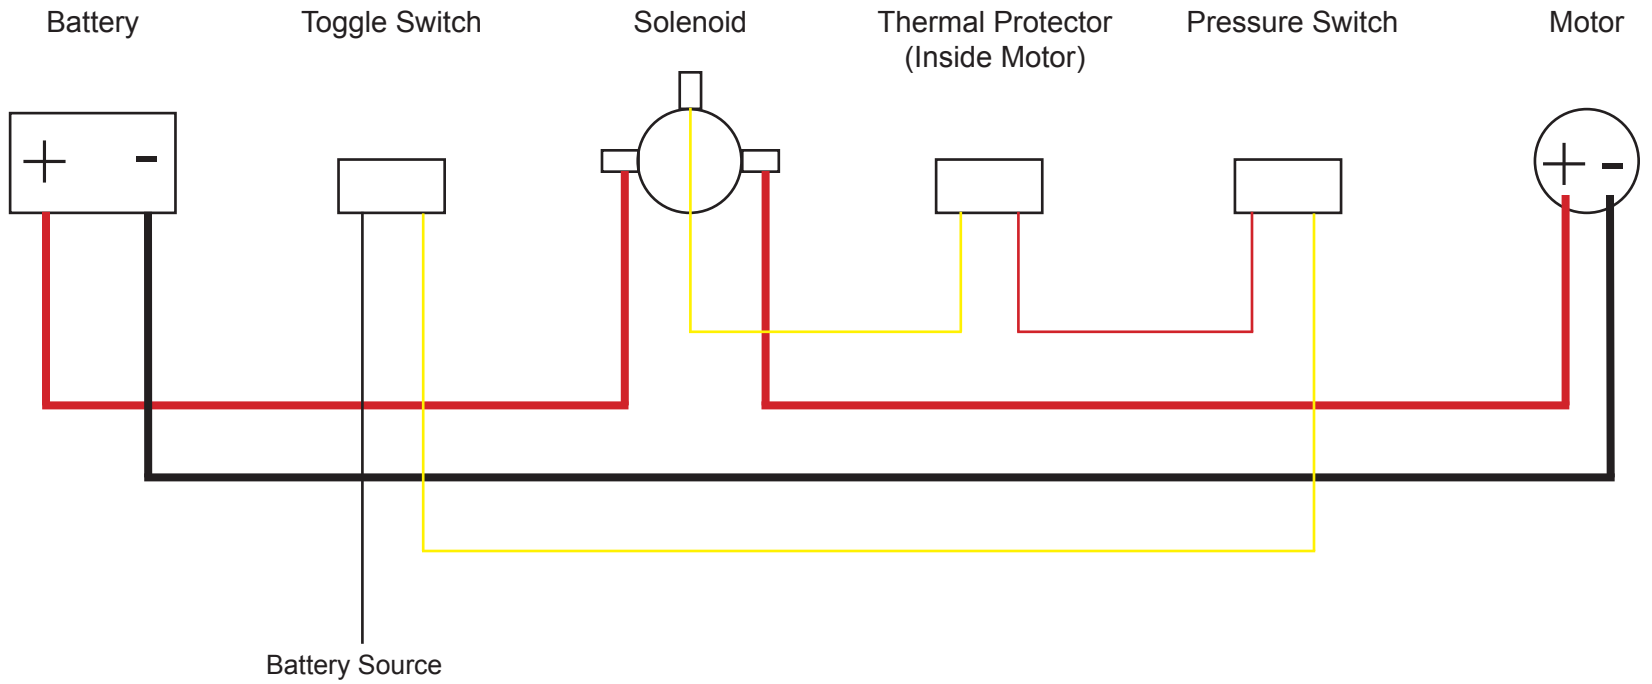 Battery
Toggle Switch
Solenoid
Thermal Protector
(Inside Motor)
Pressure Switch
Motor
+ -
+ -
Battery Source